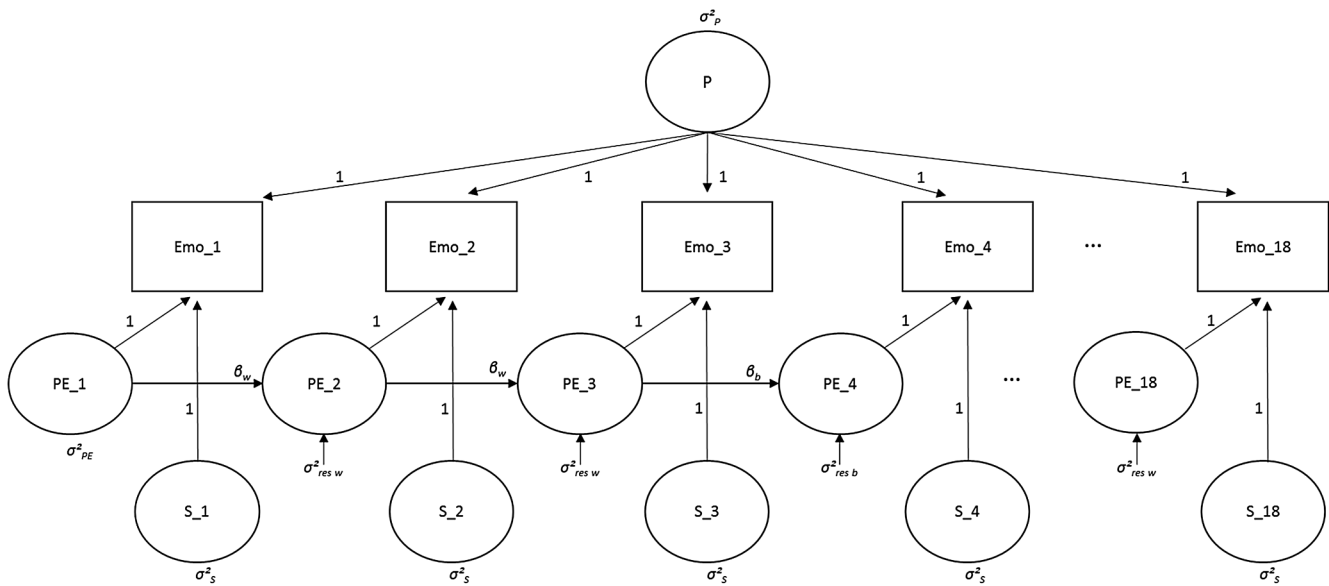 σ²P
P
1 1 1 1 1
Emo_1 Emo_2 Emo_3 Emo_4 ... Emo_18
1 1 1 1 1
PE_1 βw PE_2 βw PE_3 βb PE_4 ... PE_18
1 1 1 1 1
σ²PE σ²res w σ²res w σ²res b σ²res w
S_1 S_2 S_3 S_4 S_18
σ²S σ²S σ²S σ²S σ²S